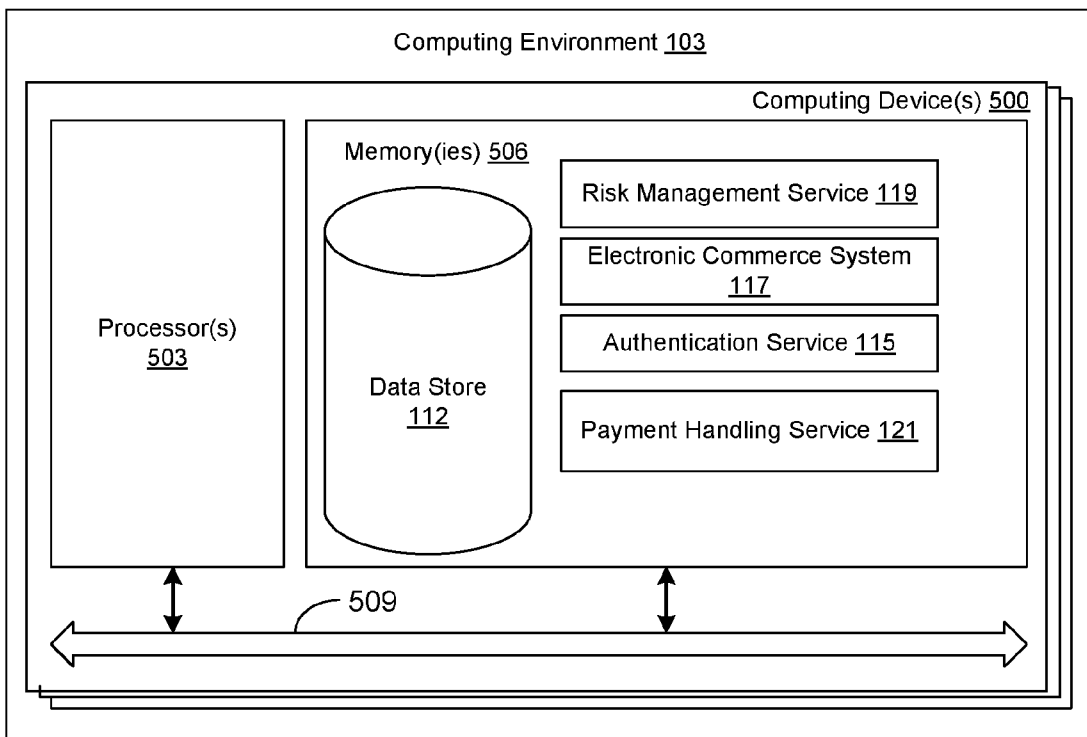 Computing Environment 103
Computing Device(s) 500
Memory(ies) 506
Risk Management Service 119
Electronic Commerce System
117
Processor(s)
503
Authentication Service 115
Data Store
112
Payment Handling Service 121
509